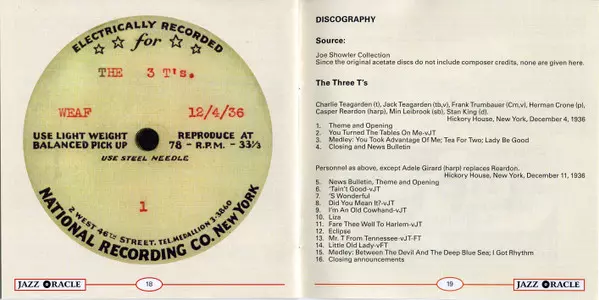 ELECTRICALLY RECORDED
for
THE 3 T's.
WEAF 12/4/36
USE LIGHT WEIGHT
BALANCED PICK UP
REPRODUCE AT
78 - R.P.M. - 33⅓
USE STEEL NEEDLE
1
2 WEST 46TH STREET. TEL. MEDALLION 3-3860
NATIONAL RECORDING CO. NEW YORK
JAZZ ORACLE
18
DISCOGRAPHY
Source:
Joe Showler Collection
Since the original acetate discs do not include composer credits, none are given here.
The Three T's
Charlie Teagarden (t), Jack Teagarden (tb,v), Frank Trumbauer (Cm,v), Herman Crone (p),
Casper Reardon (harp), Min Leibrook (sb), Stan King (d).
Hickory House, New York, December 4, 1936
1. Theme and Opening
2. You Turned The Tables On Me-vJT
3. Medley: You Took Advantage Of Me; Tea For Two; Lady Be Good
4. Closing and News Bulletin
Personnel as above, except Adele Girard (harp) replaces Reardon.
Hickory House, New York, December 11, 1936
5. News Bulletin, Theme and Opening
6. 'Tain't Good-vJT
7. 'S Wonderful
8. Did You Mean It?-vJT
9. I'm An Old Cowhand-vJT
10. Liza
11. Fare Thee Well To Harlem-vJT
12. Eclipse
13. Mr. T From Tennessee-vJT-FT
14. Little Old Lady-vFT
15. Medley: Between The Devil And The Deep Blue Sea; I Got Rhythm
16. Closing announcements
19
JAZZ ORACLE